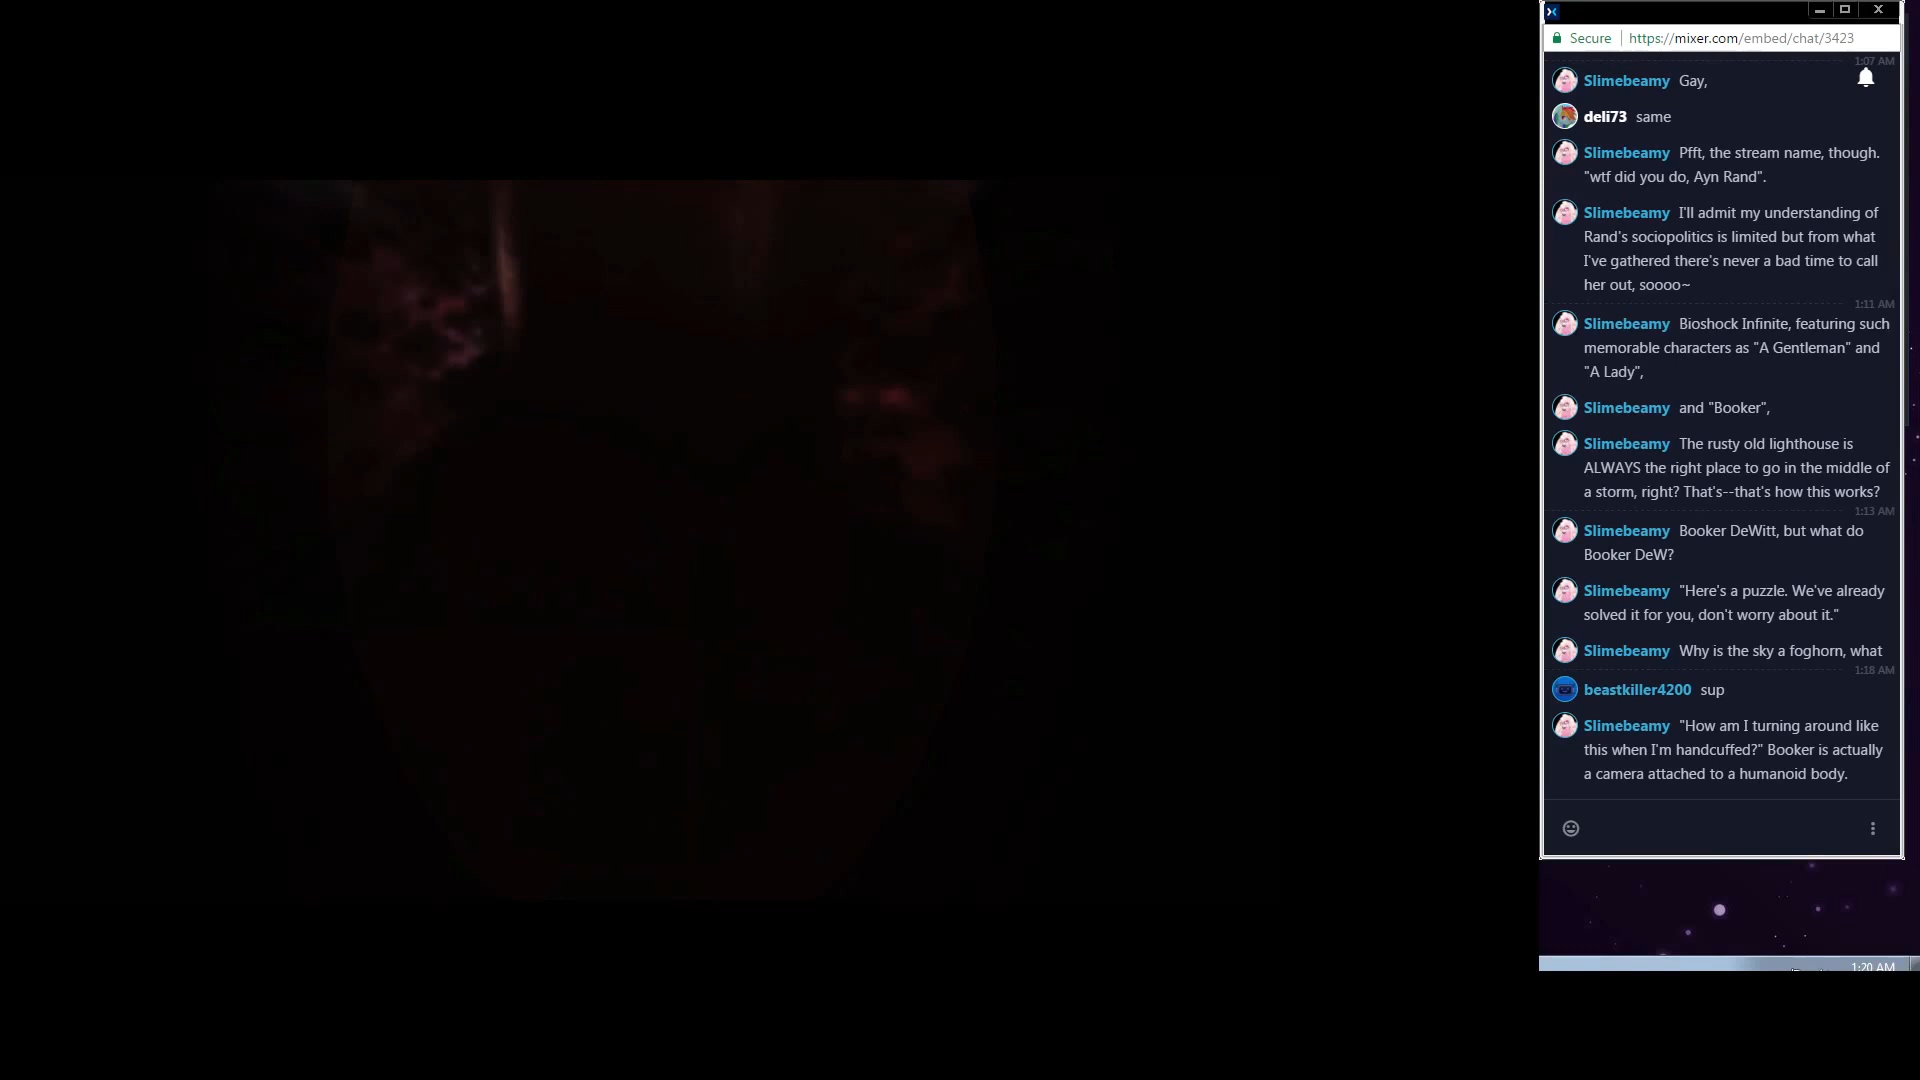 Secure https://mixer.com/embed/chat/3423
1:07 AM
Slimebeamy Gay,
deli73 same
Slimebeamy Pfft, the stream name, though.
"wtf did you do, Ayn Rand".
Slimebeamy I'll admit my understanding of
Rand's sociopolitics is limited but from what
I've gathered there's never a bad time to call
her out, soooo~
1:11 AM
Slimebeamy Bioshock Infinite, featuring such
memorable characters as "A Gentleman" and
"A Lady",
Slimebeamy and "Booker",
Slimebeamy The rusty old lighthouse is
ALWAYS the right place to go in the middle of
a storm, right? That's--that's how this works?
1:13 AM
Slimebeamy Booker DeWitt, but what do
Booker DeW?
Slimebeamy "Here's a puzzle. We've already
solved it for you, don't worry about it."
Slimebeamy Why is the sky a foghorn, what
1:18 AM
beastkiller4200 sup
Slimebeamy "How am I turning around like
this when I'm handcuffed?" Booker is actually
a camera attached to a humanoid body.
1:20 AM